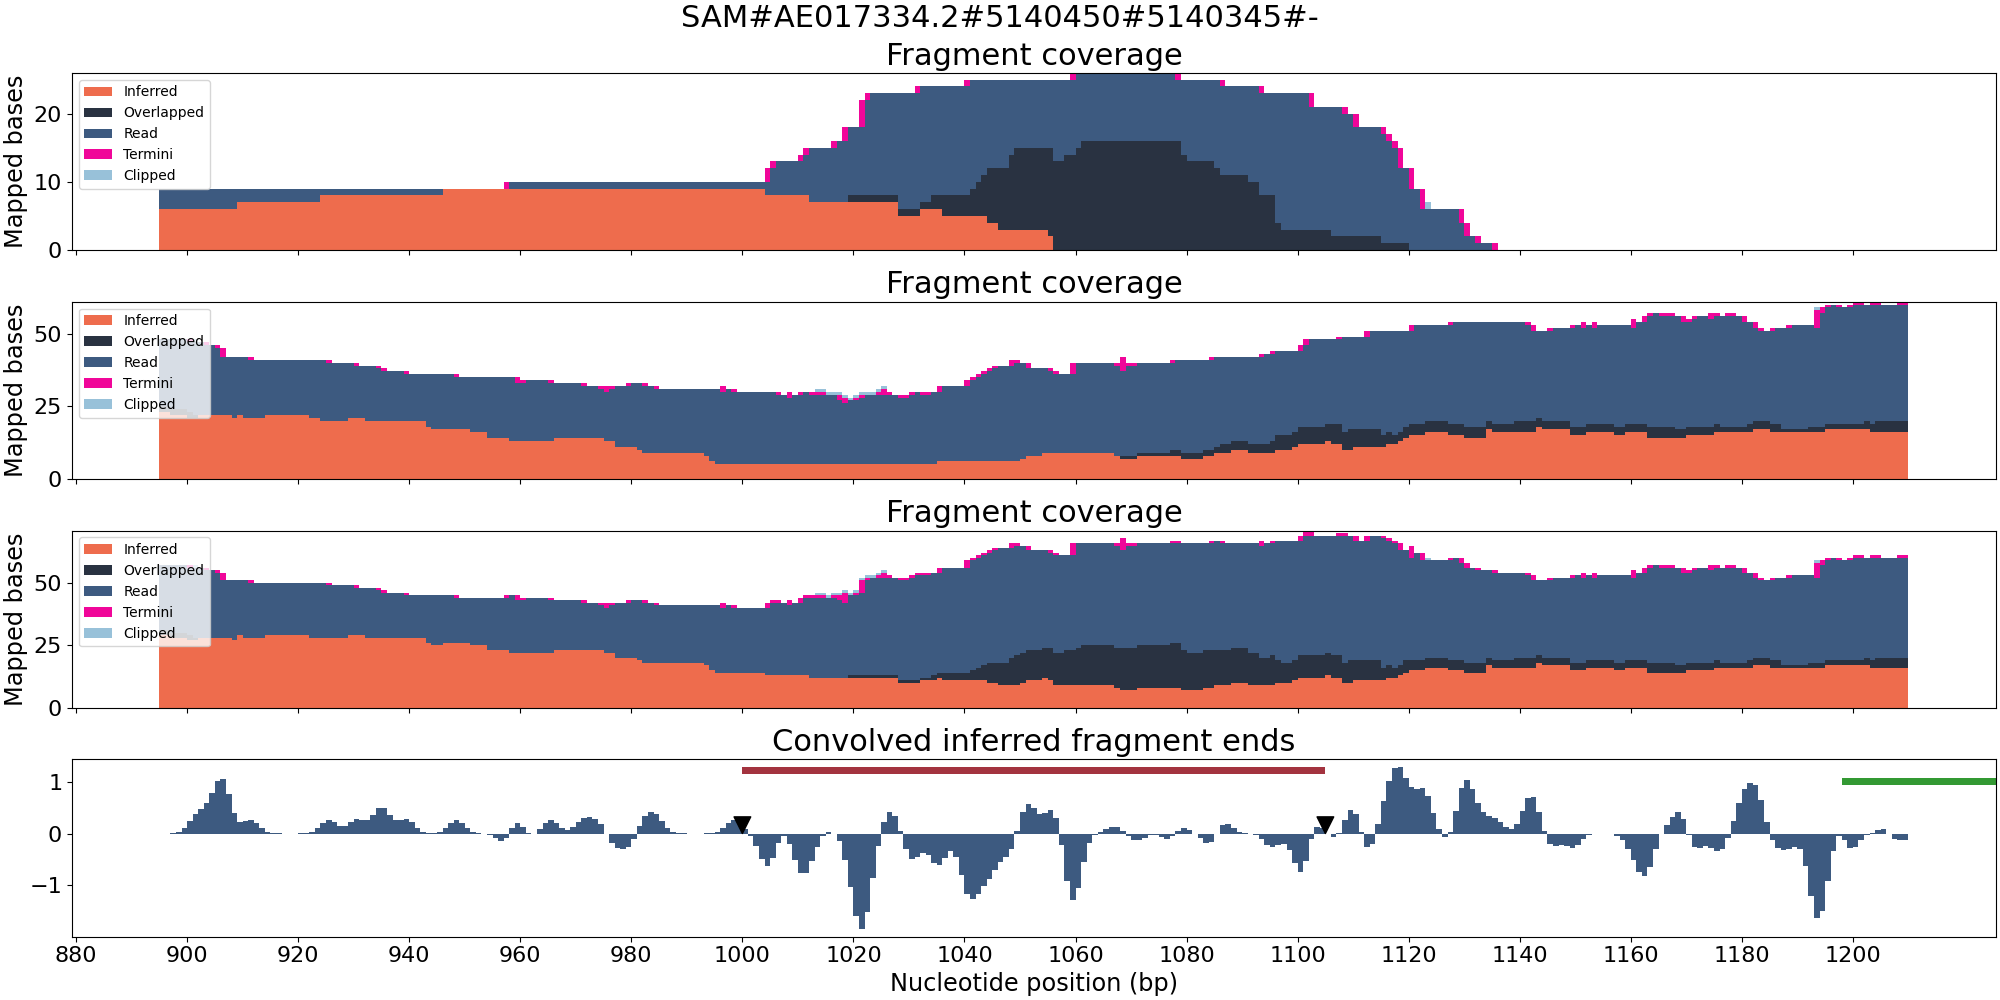 SAM#AE017334.2#5140450#5140345#-
Fragment coverage
Mapped bases
20
10
0
Inferred
Overlapped
Read
Termini
Clipped
Fragment coverage
Mapped bases
50
25
0
Inferred
Overlapped
Read
Termini
Clipped
Fragment coverage
Mapped bases
50
25
0
Inferred
Overlapped
Read
Termini
Clipped
Convolved inferred fragment ends
1
0
−1
880 900 920 940 960 980 1000 1020 1040 1060 1080 1100 1120 1140 1160 1180 1200
Nucleotide position (bp)